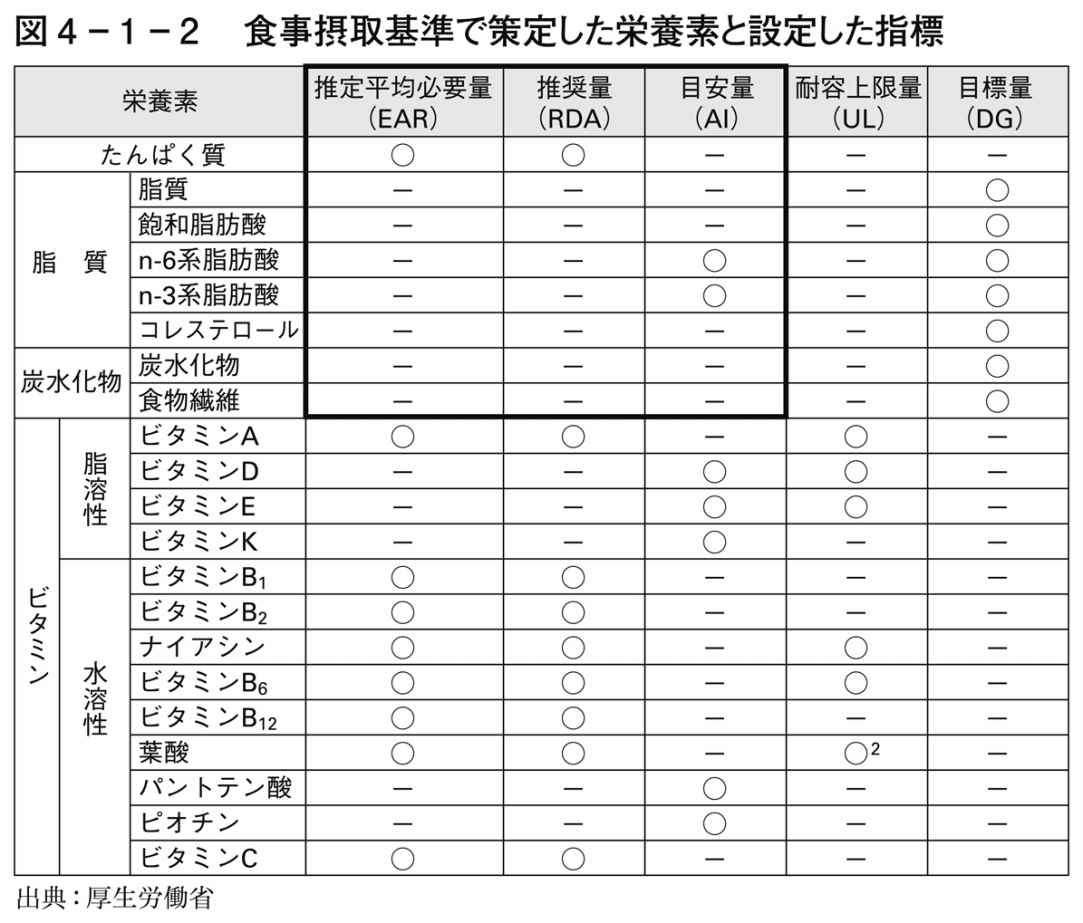 図4－1－2　食事摂取基準で策定した栄養素と設定した指標
栄養素 推定平均必要量（EAR） 推奨量（RDA） 目安量（AI） 耐容上限量（UL） 目標量（DG）
たんぱく質 ○ ○ － － －
脂　質
脂質 － － － － ○
飽和脂肪酸 － － － － ○
n-6系脂肪酸 － － ○ － ○
n-3系脂肪酸 － － ○ － ○
コレステロール － － － － ○
炭水化物
炭水化物 － － － － ○
食物繊維 － － － － ○
ビタミン
脂溶性
ビタミンA ○ ○ － ○ －
ビタミンD － － ○ ○ －
ビタミンE － － ○ ○ －
ビタミンK － － ○ － －
水溶性
ビタミンB₁ ○ ○ － － －
ビタミンB₂ ○ ○ － － －
ナイアシン ○ ○ － ○ －
ビタミンB₆ ○ ○ － ○ －
ビタミンB₁₂ ○ ○ － － －
葉酸 ○ ○ － ○² －
パントテン酸 － － ○ － －
ビオチン － － ○ － －
ビタミンC ○ ○ － － －
出典：厚生労働省